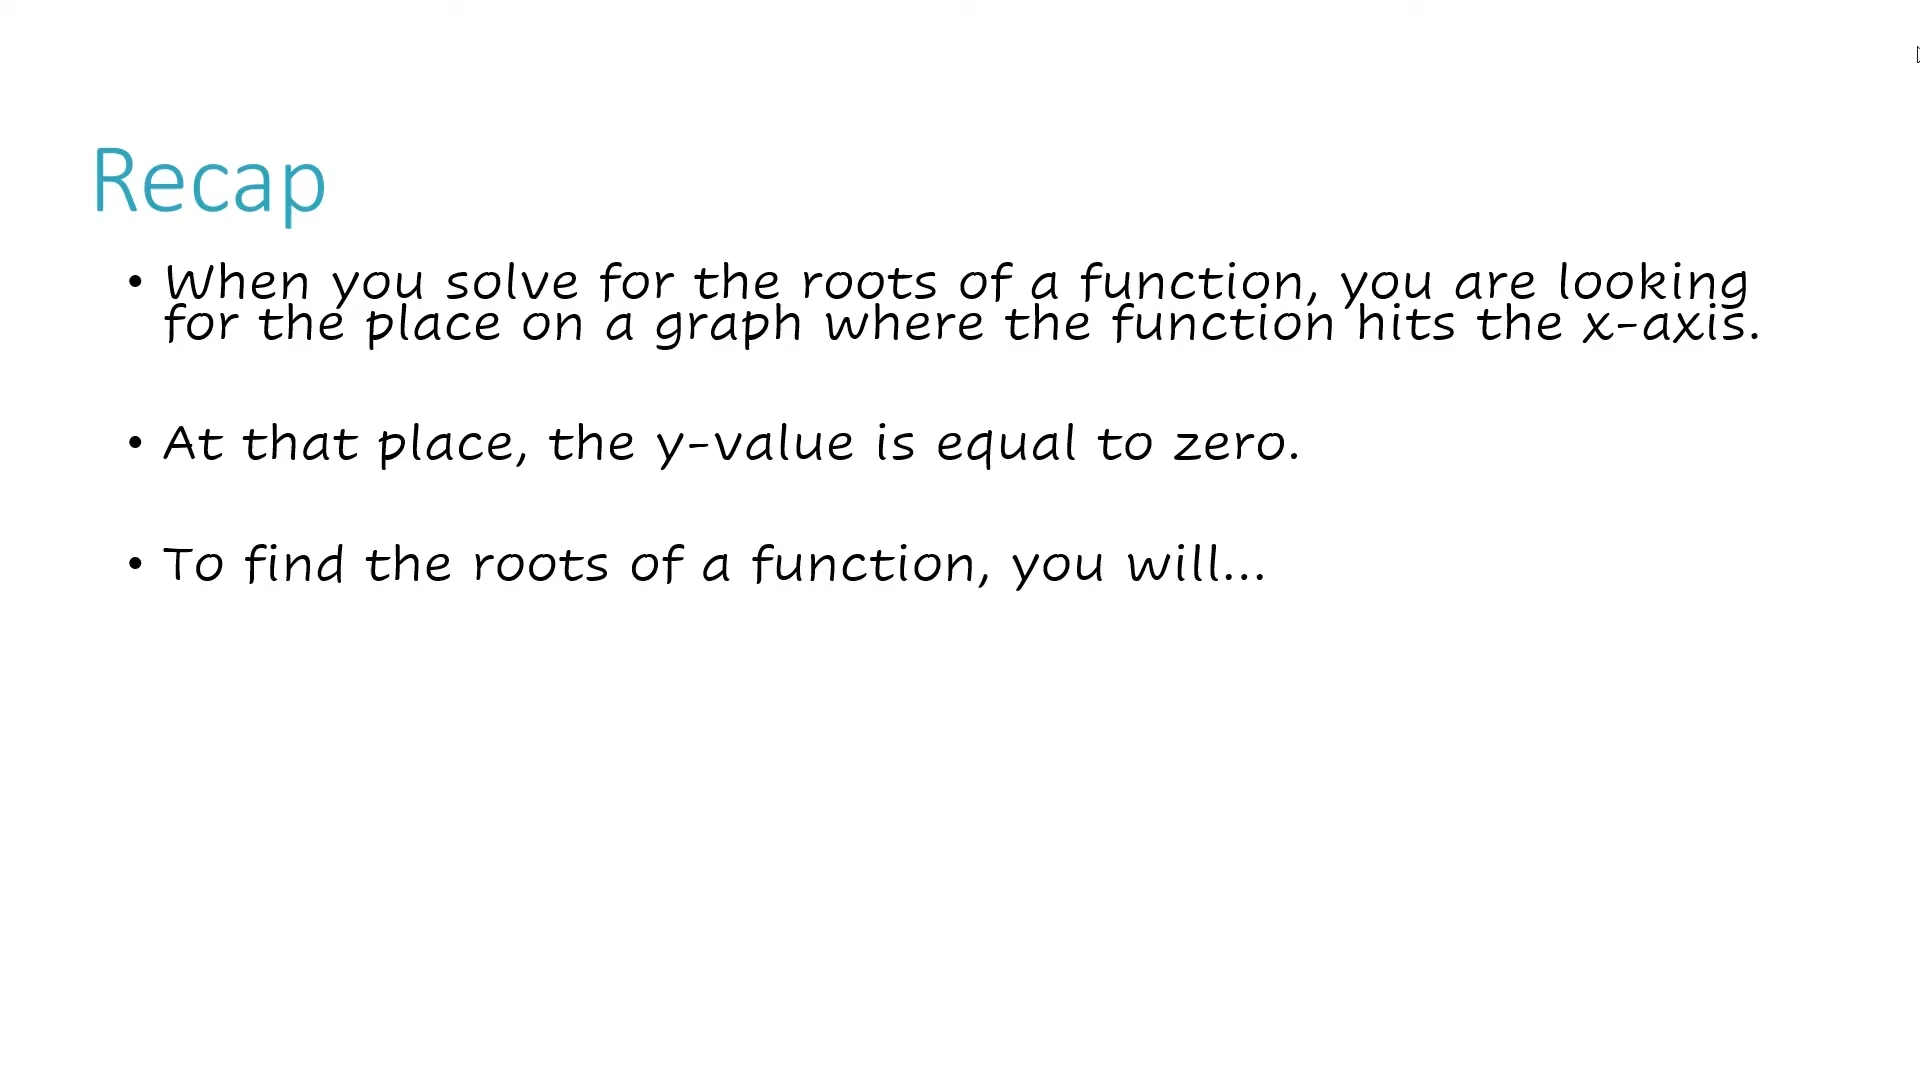 Recap
• When you solve for the roots of a function, you are looking
for the place on a graph where the function hits the x-axis.
• At that place, the y-value is equal to zero.
• To find the roots of a function, you will...